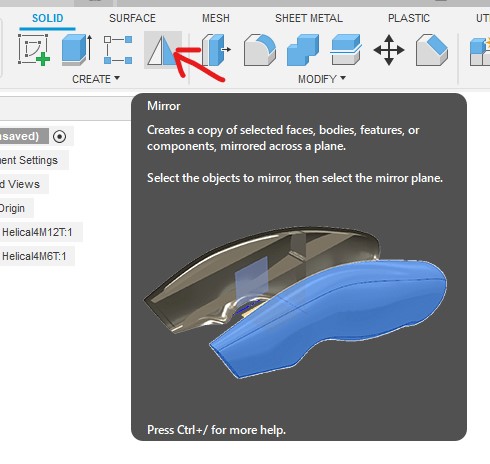 SOLID SURFACE MESH SHEET METAL PLASTIC UTI
CREATE MODIFY
Mirror
Creates a copy of selected faces, bodies, features, or
components, mirrored across a plane.
Select the objects to mirror, then select the mirror plane.
nsaved)
ent Settings
d Views
Origin
Helical4M12T:1
Helical4M6T:1
Press Ctrl+/ for more help.